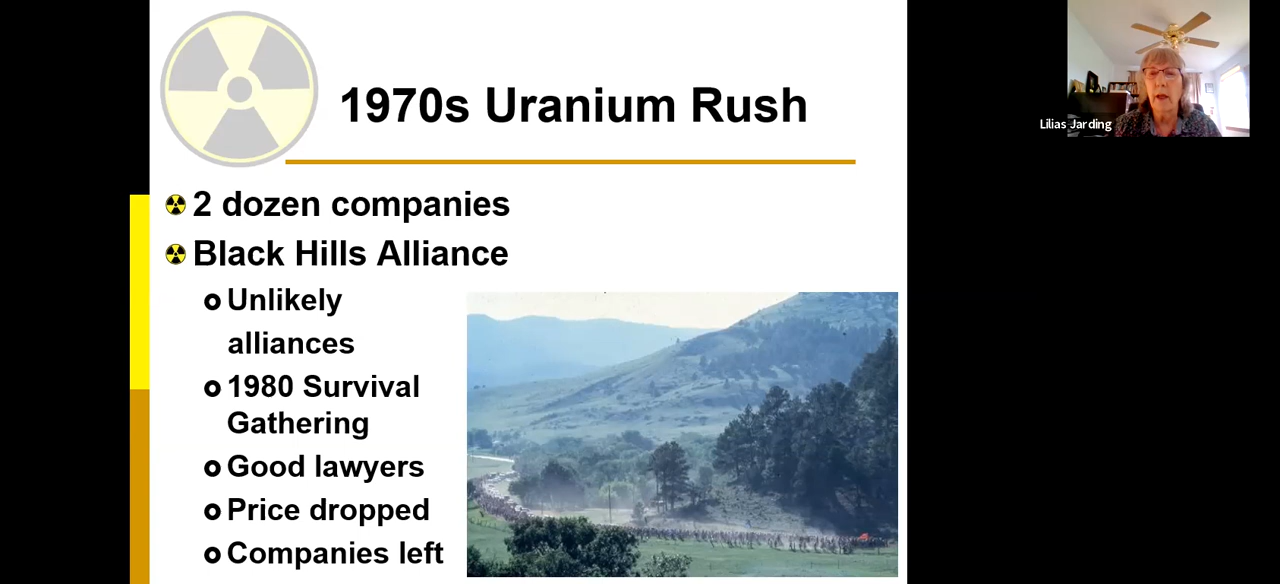 1970s Uranium Rush
2 dozen companies
Black Hills Alliance
Unlikely
alliances
1980 Survival
Gathering
Good lawyers
Price dropped
Companies left
Lilias Jarding